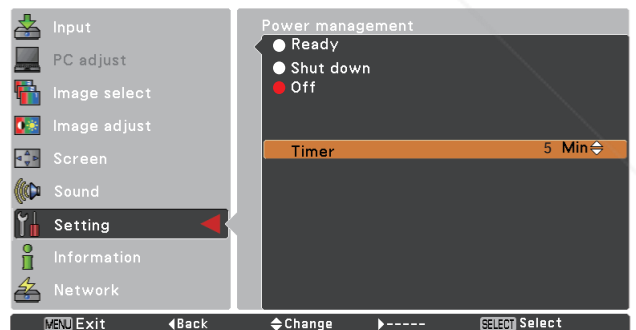 Input
PC adjust
Image select
Image adjust
Screen
Sound
Setting
Information
Network
Power management
Ready
Shut down
Off
Timer 5 Min
MENU Exit Back Change ----- SELECT Select